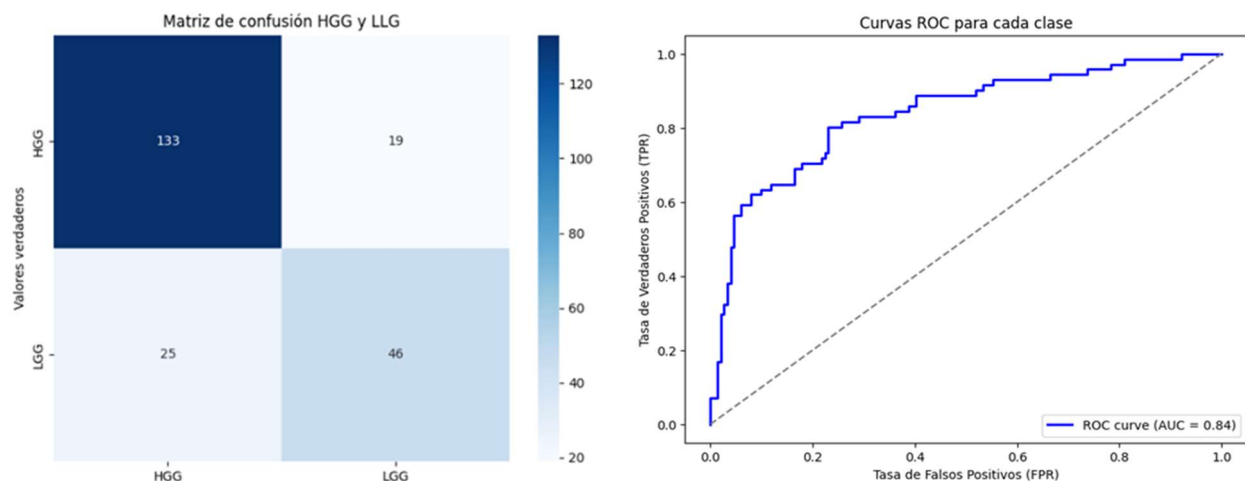 Matriz de confusión HGG y LLG
HGG
LGG
Valores verdaderos
133
19
25
46
HGG
LGG
120
100
80
60
40
20
Curvas ROC para cada clase
Tasa de Verdaderos Positivos (TPR)
1.0
0.8
0.6
0.4
0.2
0.0
0.0
0.2
0.4
0.6
0.8
1.0
Tasa de Falsos Positivos (FPR)
ROC curve (AUC = 0.84)